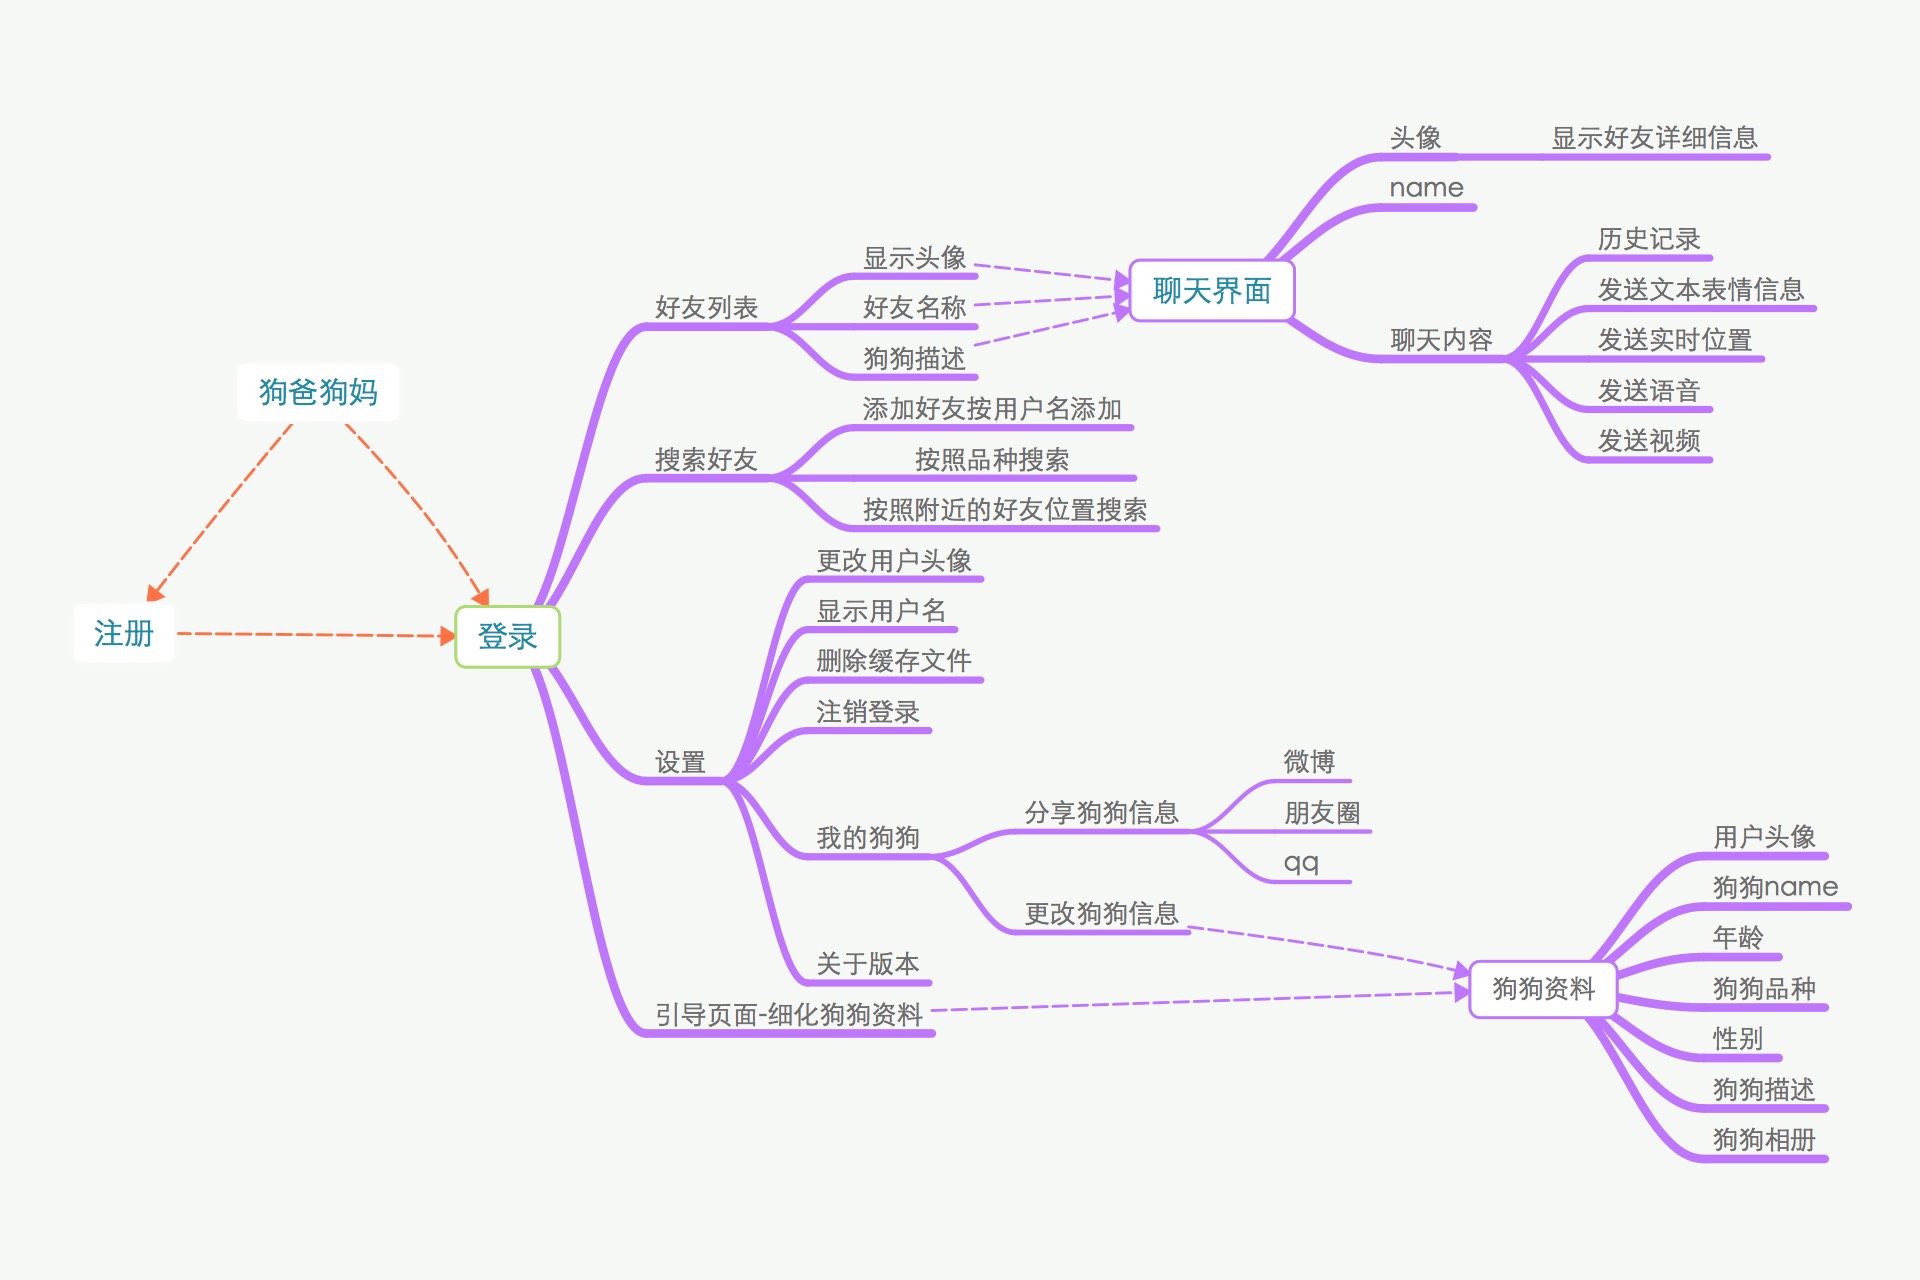 狗爸狗妈
注册
登录
好友列表
显示头像
好友名称
狗狗描述
聊天界面
头像
显示好友详细信息
name
聊天内容
历史记录
发送文本表情信息
发送实时位置
发送语音
发送视频
搜索好友
添加好友按用户名添加
按照品种搜索
按照附近的好友位置搜索
设置
更改用户头像
显示用户名
删除缓存文件
注销登录
我的狗狗
分享狗狗信息
微博
朋友圈
qq
更改狗狗信息
关于版本
引导页面-细化狗狗资料
狗狗资料
用户头像
狗狗name
年龄
狗狗品种
性别
狗狗描述
狗狗相册